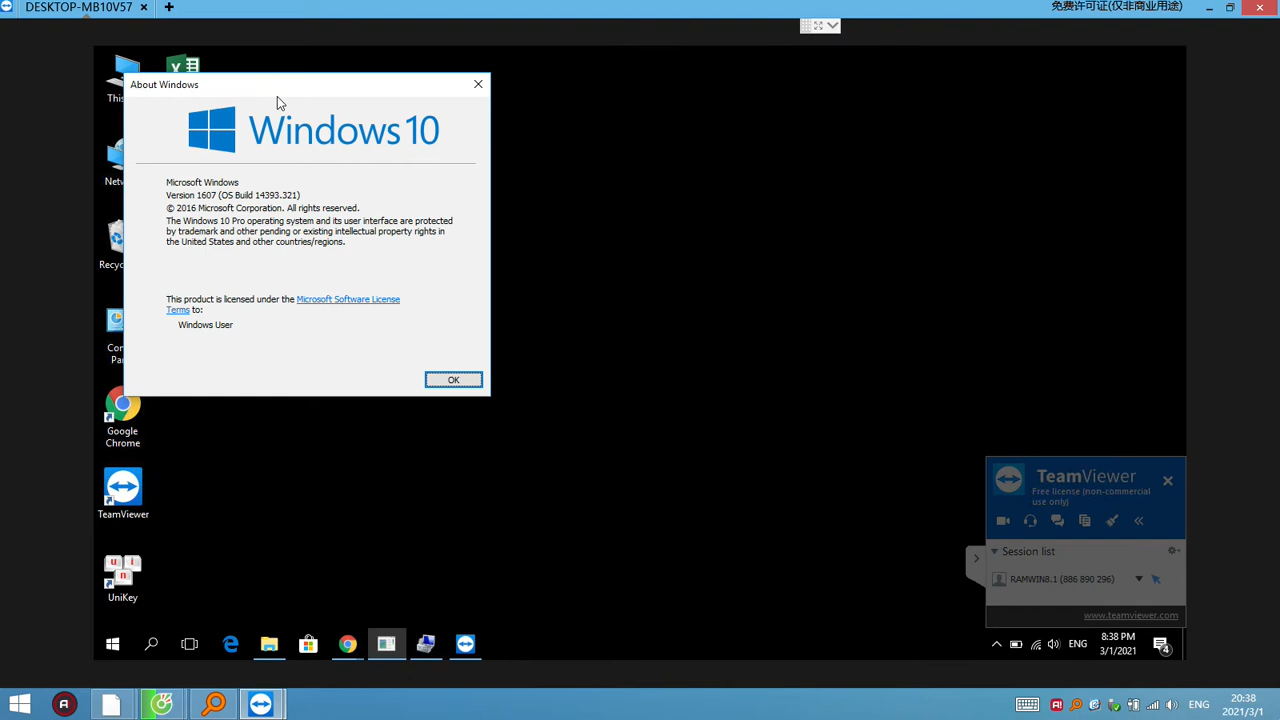 DESKTOP-MB10V57
免费许可证(仅非商业用途)
About Windows
Windows 10
Microsoft Windows
Version 1607 (OS Build 14393.321)
© 2016 Microsoft Corporation. All rights reserved.
The Windows 10 Pro operating system and its user interface are protected
by trademark and other pending or existing intellectual property rights in
the United States and other countries/regions.
This product is licensed under the Microsoft Software License
Terms to:
Windows User
OK
Google
Chrome
TeamViewer
UniKey
TeamViewer
Free license (non-commercial
use only)
Session list
RAMWIN8.1 (886 890 296)
www.teamviewer.com
ENG
8:38 PM
3/1/2021
4
ENG
20:38
2021/3/1